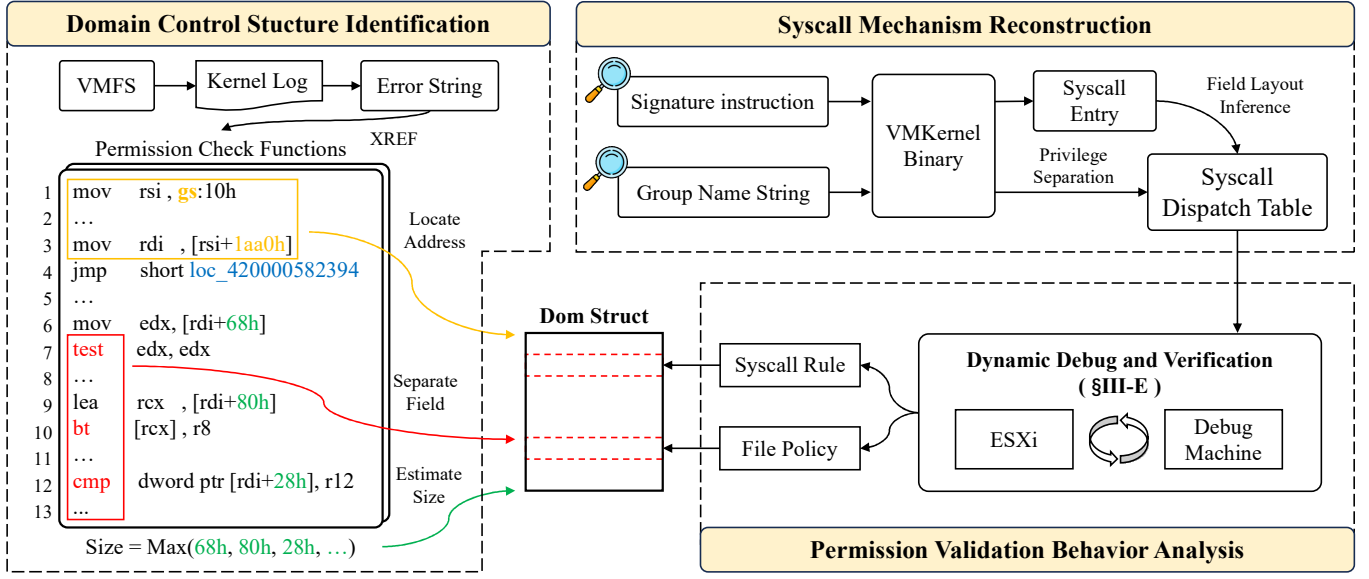 Domain Control Stucture Identification
VMFS
Kernel Log
Error String
XREF
Permission Check Functions
1 mov rsi , gs:10h
2 ...
3 mov rdi , [rsi+1aa0h]
4 jmp short loc_420000582394
5 ...
6 mov edx, [rdi+68h]
7 test edx, edx
8 ...
9 lea rcx , [rdi+80h]
10 bt [rcx] , r8
11 ...
12 cmp dword ptr [rdi+28h], r12
13 ...
Size = Max(68h, 80h, 28h, ...)
Locate
Address
Separate
Field
Estimate
Size
Dom Struct
Syscall Mechanism Reconstruction
Signature instruction
Group Name String
VMKernel
Binary
Syscall
Entry
Field Layout
Inference
Privilege
Separation
Syscall
Dispatch Table
Syscall Rule
File Policy
Dynamic Debug and Verification
( §III-E )
ESXi
Debug
Machine
Permission Validation Behavior Analysis